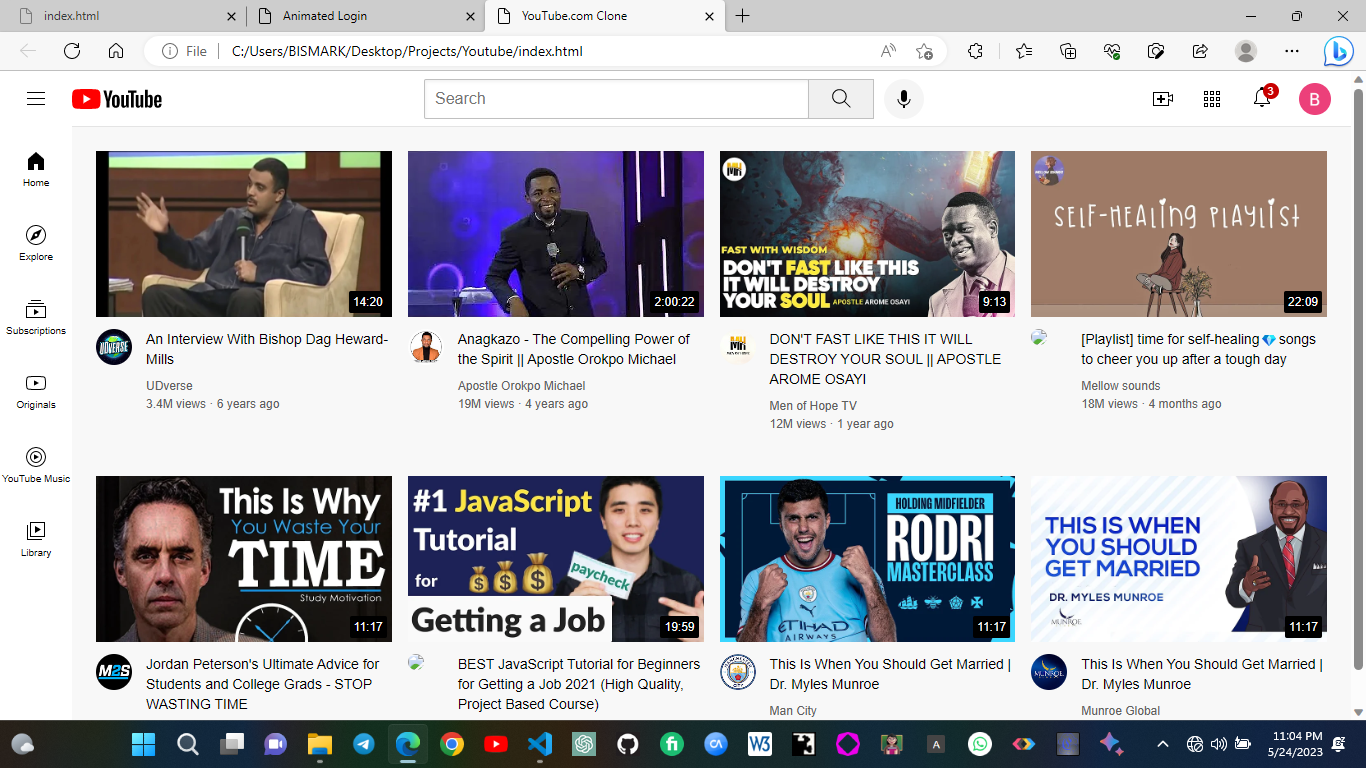 index.html
Animated Login
YouTube.com Clone
File
C:/Users/BISMARK/Desktop/Projects/Youtube/index.html
YouTube
Search
3
B
Home
Explore
Subscriptions
Originals
YouTube Music
Library
14:20
An Interview With Bishop Dag Heward-
Mills
UDverse
3.4M views · 6 years ago
2:00:22
Anagkazo - The Compelling Power of
the Spirit || Apostle Orokpo Michael
Apostle Orokpo Michael
19M views · 4 years ago
FAST WITH WISDOM
DON'T FAST LIKE THIS
IT WILL DESTROY
YOUR SOUL APOSTLE AROME OSAYI
9:13
DON'T FAST LIKE THIS IT WILL
DESTROY YOUR SOUL || APOSTLE
AROME OSAYI
Men of Hope TV
12M views · 1 year ago
SELF-HEALING PLAYLIST
22:09
[Playlist] time for self-healing💎songs
to cheer you up after a tough day
Mellow sounds
18M views · 4 months ago
This Is Why
You Waste Your
TIME
Study Motivation
11:17
M2S
Jordan Peterson's Ultimate Advice for
Students and College Grads - STOP
WASTING TIME
#1 JavaScript
Tutorial
for
paycheck
Getting a Job
19:59
BEST JavaScript Tutorial for Beginners
for Getting a Job 2021 (High Quality,
Project Based Course)
HOLDING MIDFIELDER
RODRI
MASTERCLASS
ETIHAD
AIRWAYS
11:17
This Is When You Should Get Married |
Dr. Myles Munroe
Man City
THIS IS WHEN
YOU SHOULD
GET MARRIED
DR. MYLES MUNROE
MUNROE
11:17
This Is When You Should Get Married |
Dr. Myles Munroe
Munroe Global
11:04 PM
5/24/2023